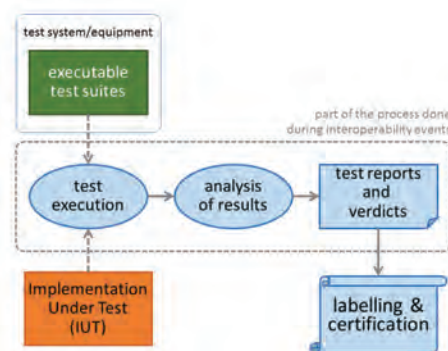 test system/equipment
executable
test suites
part of the process done
during interoperability events
test
execution
analysis
of results
test reports
and
verdicts
Implementation
Under Test
(IUT)
labelling &
certification